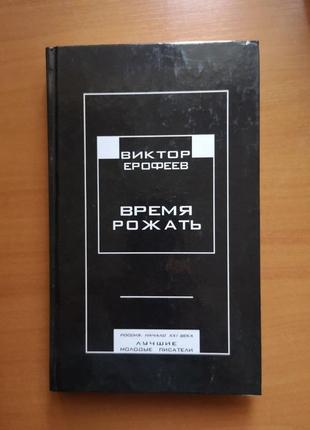 ВИКТОР
ЕРОФЕЕВ
ВРЕМЯ
РОЖАТЬ
РОССИЯ, НАЧАЛО XXI ВЕКА
ЛУЧШИЕ
МОЛОДЫЕ ПИСАТЕЛИ